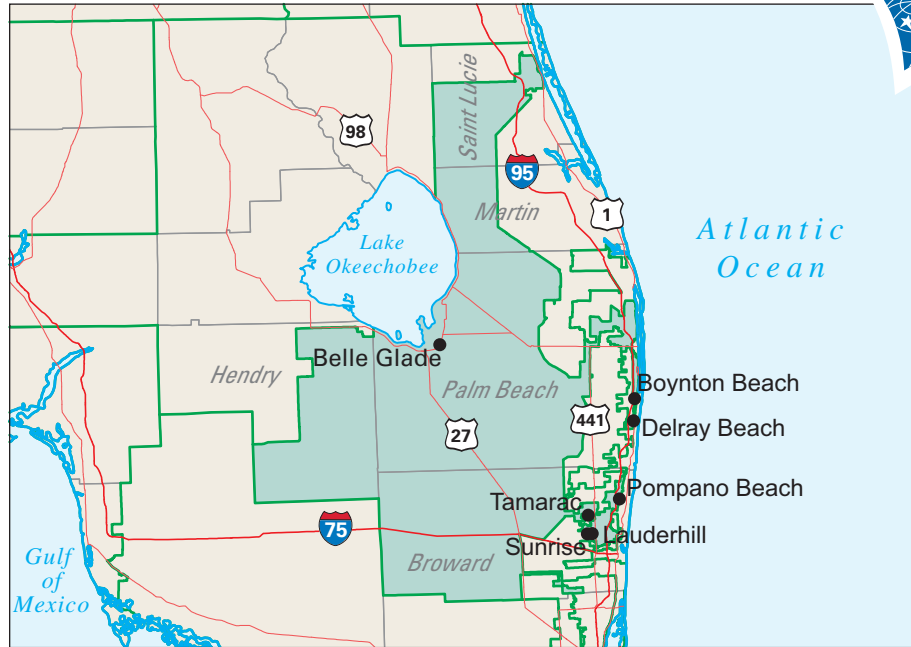 Saint Lucie
98
95
Martin
1
Atlantic
Ocean
Lake
Okeechobee
Belle Glade
Hendry
Palm Beach
Boynton Beach
441
Delray Beach
27
Pompano Beach
Tamarac
75
Lauderhill
Sunrise
Broward
Gulf
of
Mexico